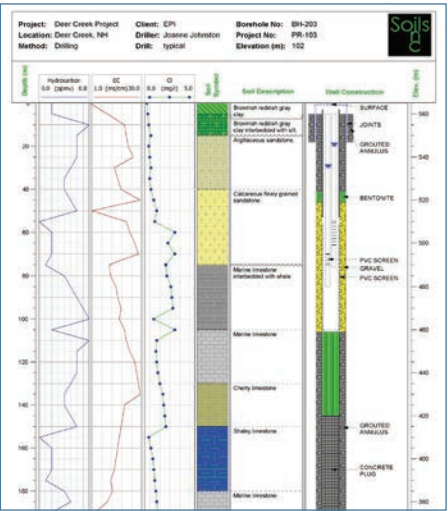 Project: Deer Creek Project Client: EPI Borehole No: BH-203
Location: Deer Creek, NH Driller: Joanne Johnston Project No: PR-103
Method: Drilling Drill: typical Elevation (m): 102
Soils
Inc
Depth (m)
Hydrocarbon
0.0 (ppmv) 0.8
EC
1.0 (ms/cm)30.0
Cl
0.0 (mg/l) 5.0
Soil
Symbol
Soil Description
Well Construction
Elev. (m)
Brownish reddish gray
clay.
Brownish reddish gray
clay interbedded with silt.
Argillaceous sandstone.
Calcareous finely grained
sandstone.
Marine limestone
interbedded with shale.
Marine limestone
Cherty limestone
Shaley limestone
Marine limestone
SURFACE
JOINTS
GROUTED
ANNULUS
BENTONITE
PVC SCREEN
GRAVEL
PVC SCREEN
GROUTED
ANNULUS
CONCRETE
PLUG
0
20
40
60
80
100
120
140
160
180
560
540
520
500
480
460
440
420
400
380